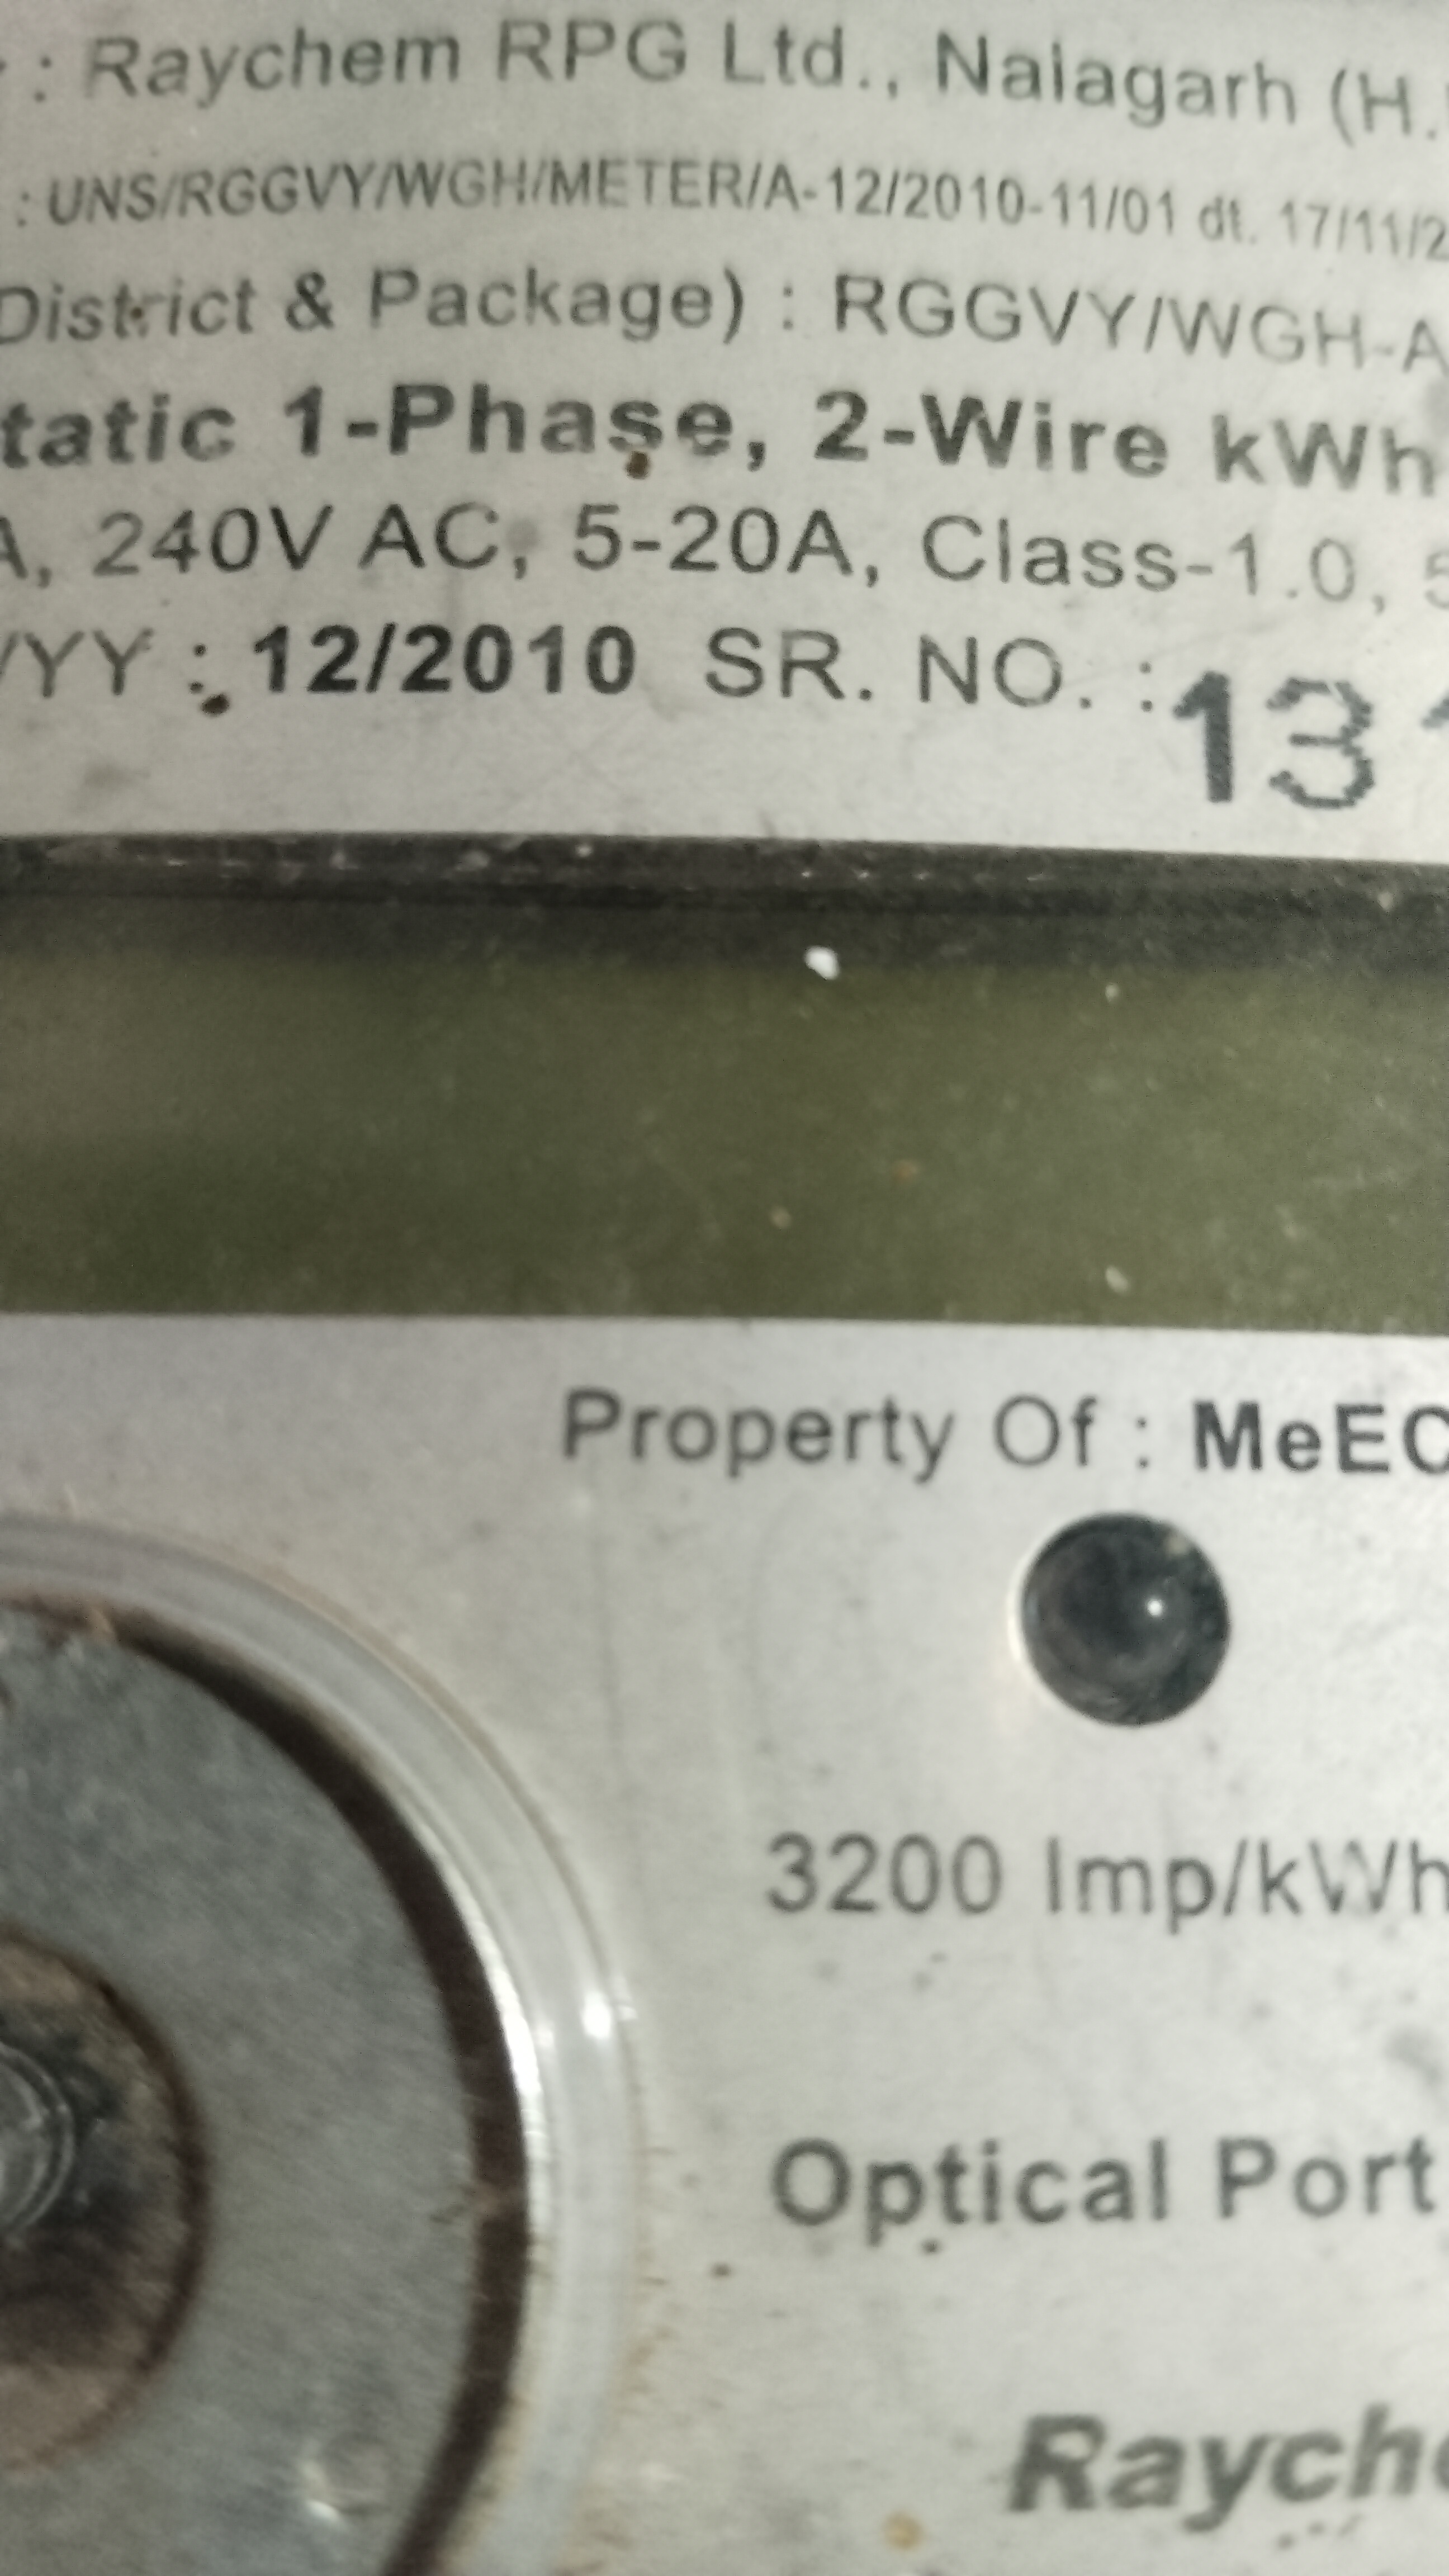 : Raychem RPG Ltd., Nalagarh (H.
: UNS/RGGVY/WGH/METER/A-12/2010-11/01 dt. 17/11/2
District & Package) : RGGVY/WGH-A
tatic 1-Phase, 2-Wire kWh
A, 240V AC, 5-20A, Class-1.0, 5
/YY : 12/2010 SR. NO. : 13
Property Of : MeEC
3200 Imp/kWh
Optical Port
Rayche